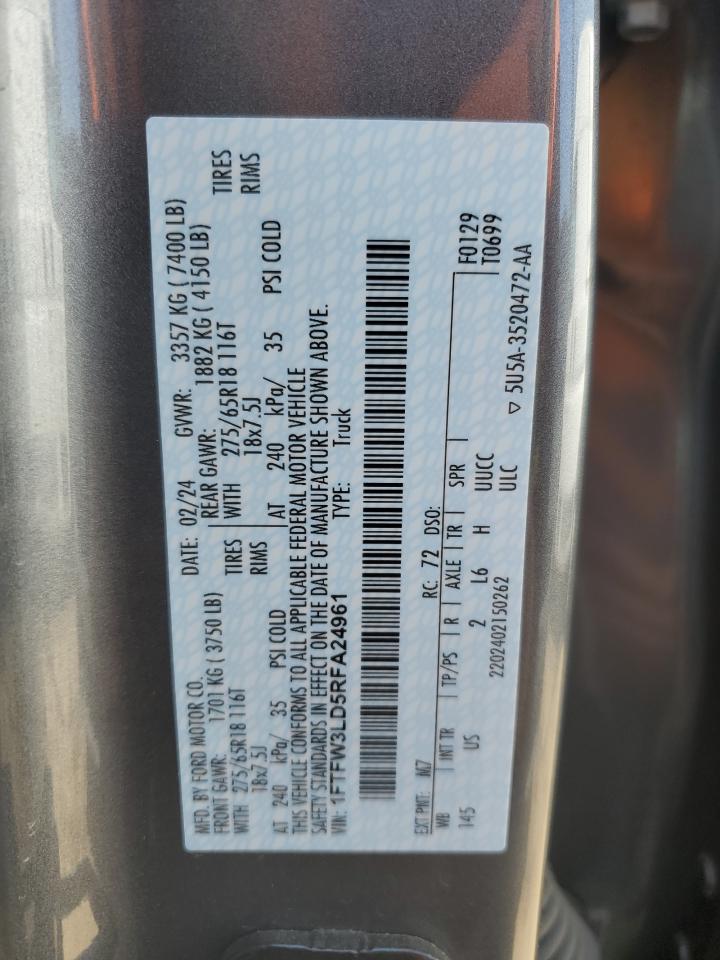 MFD. BY FORD MOTOR CO. DATE: 02/24 GVWR: 3357 KG ( 7400 LB)
FRONT GAWR: 1701 KG ( 3750 LB) REAR GAWR: 1882 KG ( 4150 LB)
WITH 275/65R18 116T TIRES WITH 275/65R18 116T TIRES
18x7.5J RIMS 18x7.5J RIMS
AT 240 kPa/ 35 PSI COLD AT 240 kPa/ 35 PSI COLD
THIS VEHICLE CONFORMS TO ALL APPLICABLE FEDERAL MOTOR VEHICLE
SAFETY STANDARDS IN EFFECT ON THE DATE OF MANUFACTURE SHOWN ABOVE.
VIN: 1FTFW3LD5RFA24961 TYPE: Truck
EXT PNT: M7 RC: 72 DSO: F0129
WB INT TR TP/PS R AXLE TR SPR T0699
145 US 2 L6 H UUCC
2202402150262 ULC ▽ 5U5A-3520472-AA